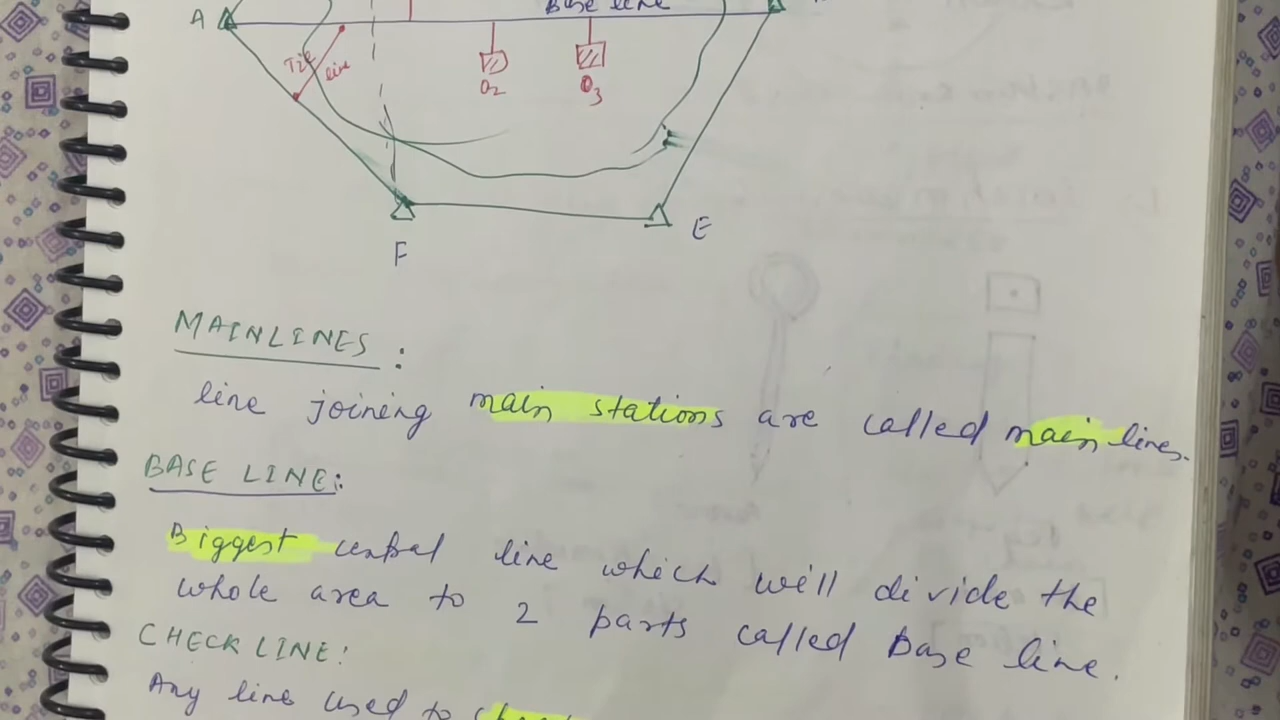 Base line
A
Tie line
O2
O3
E
F
MAINLINES :
line joining main stations are called main lines.
BASE LINE:
Biggest central line which will divide the
whole area to 2 parts called Base line.
CHECK LINE:
Any line used to check